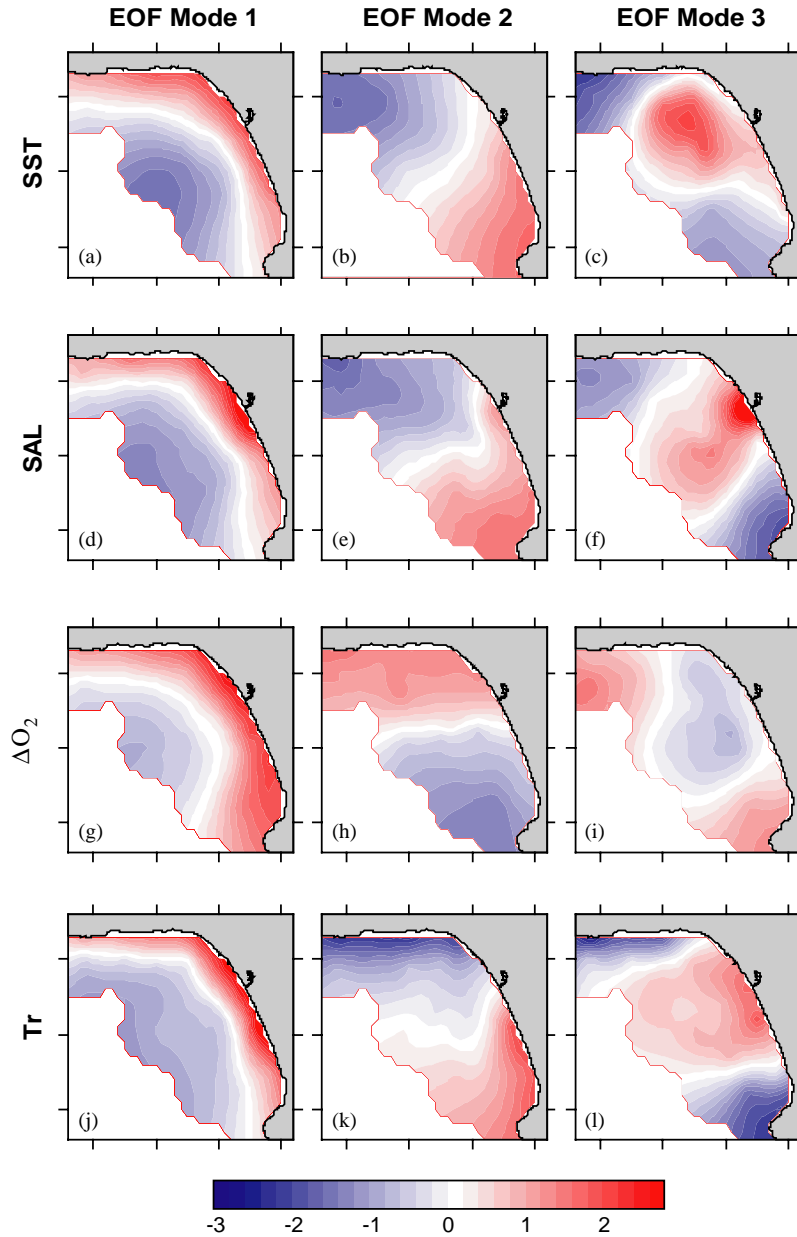 EOF Mode 1 EOF Mode 2 EOF Mode 3
SST
(a) (b) (c)
SAL
(d) (e) (f)
ΔO₂
(g) (h) (i)
Tr
(j) (k) (l)
-3 -2 -1 0 1 2